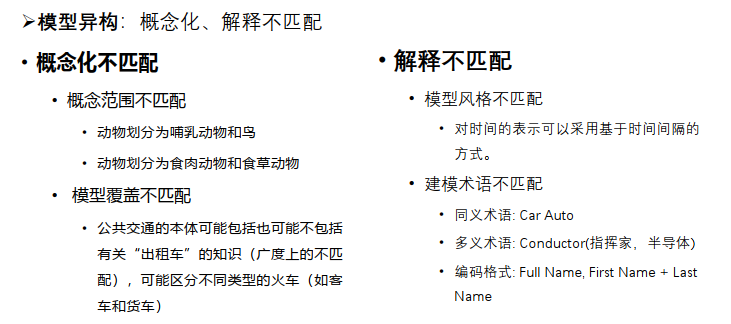 ➢模型异构：概念化、解释不匹配
• 概念化不匹配
• 概念范围不匹配
• 动物划分为哺乳动物和鸟
• 动物划分为食肉动物和食草动物
• 模型覆盖不匹配
• 公共交通的本体可能包括也可能不包括
有关“出租车”的知识（广度上的不匹
配），可能区分不同类型的火车（如客
车和货车）
• 解释不匹配
• 模型风格不匹配
• 对时间的表示可以采用基于时间间隔的
方式。
• 建模术语不匹配
• 同义术语: Car Auto
• 多义术语: Conductor(指挥家，半导体)
• 编码格式: Full Name, First Name + Last
Name